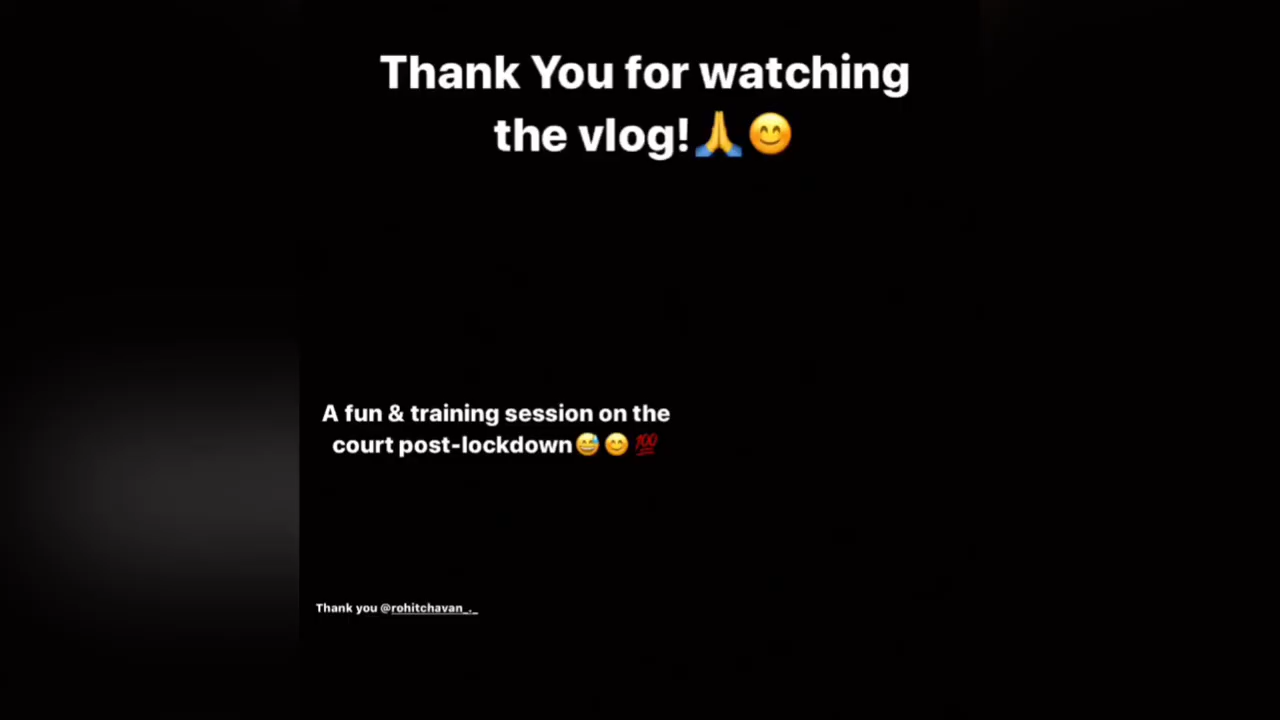 Thank You for watching
the vlog!🙏😊
A fun & training session on the
court post-lockdown😅😊💯
Thank you @rohitchavan_._